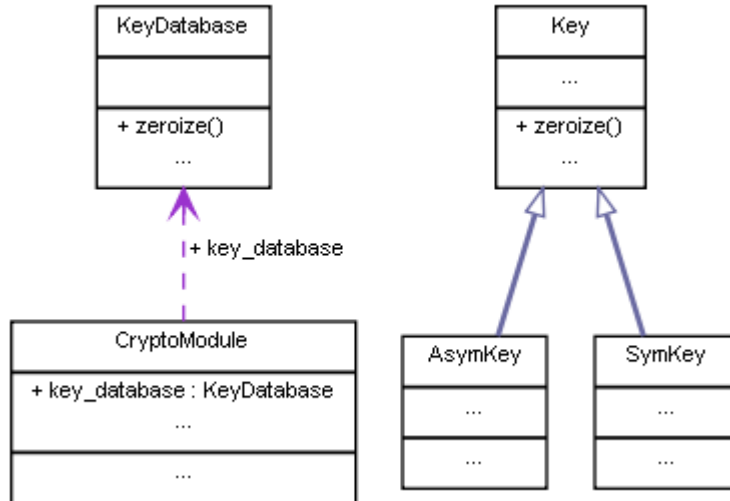 KeyDatabase
+ zeroize()
...
+ key_database
CryptoModule
+ key_database : KeyDatabase
...
...
Key
...
+ zeroize()
...
AsymKey
...
...
SymKey
...
...